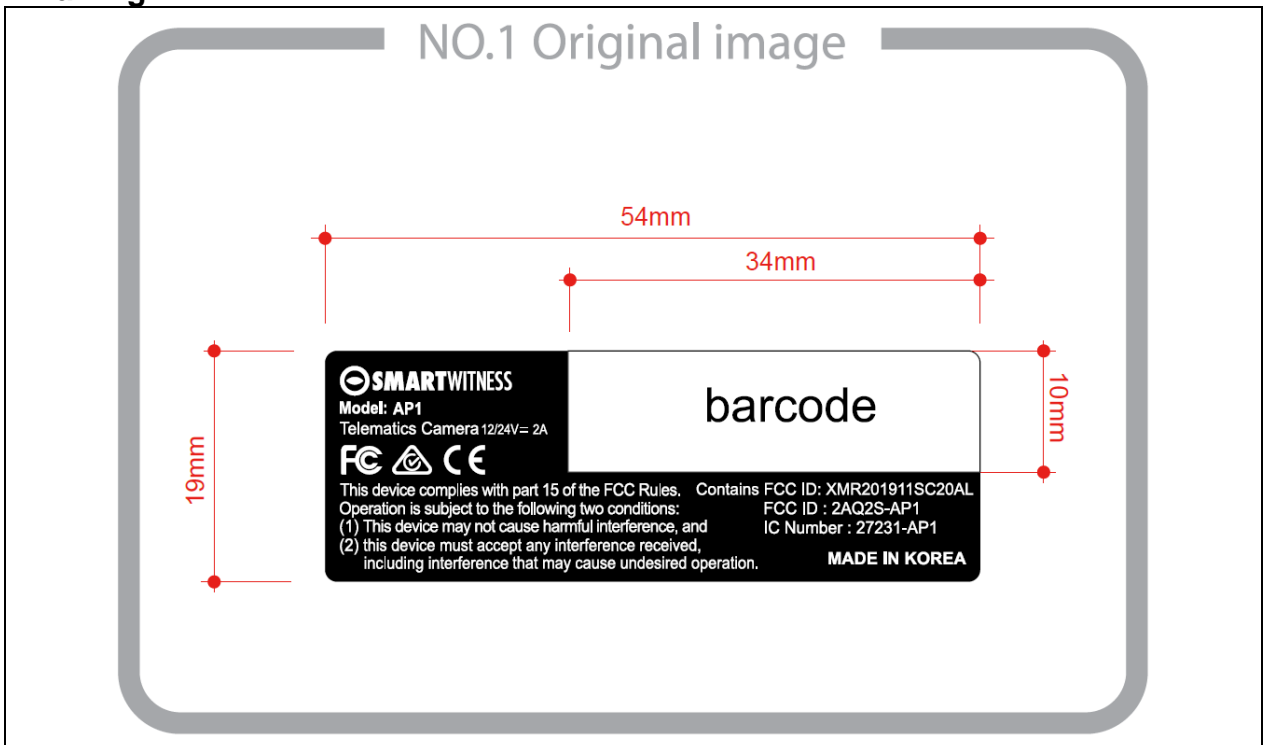 NO.1 Original image
54mm
34mm
19mm
10mm
SMARTWITNESS
Model: AP1
Telematics Camera 12/24V= 2A
barcode
FC CE
This device complies with part 15 of the FCC Rules.
Operation is subject to the following two conditions:
(1) This device may not cause harmful interference, and
(2) this device must accept any interference received,
including interference that may cause undesired operation.
Contains FCC ID: XMR201911SC20AL
FCC ID : 2AQ2S-AP1
IC Number : 27231-AP1
MADE IN KOREA